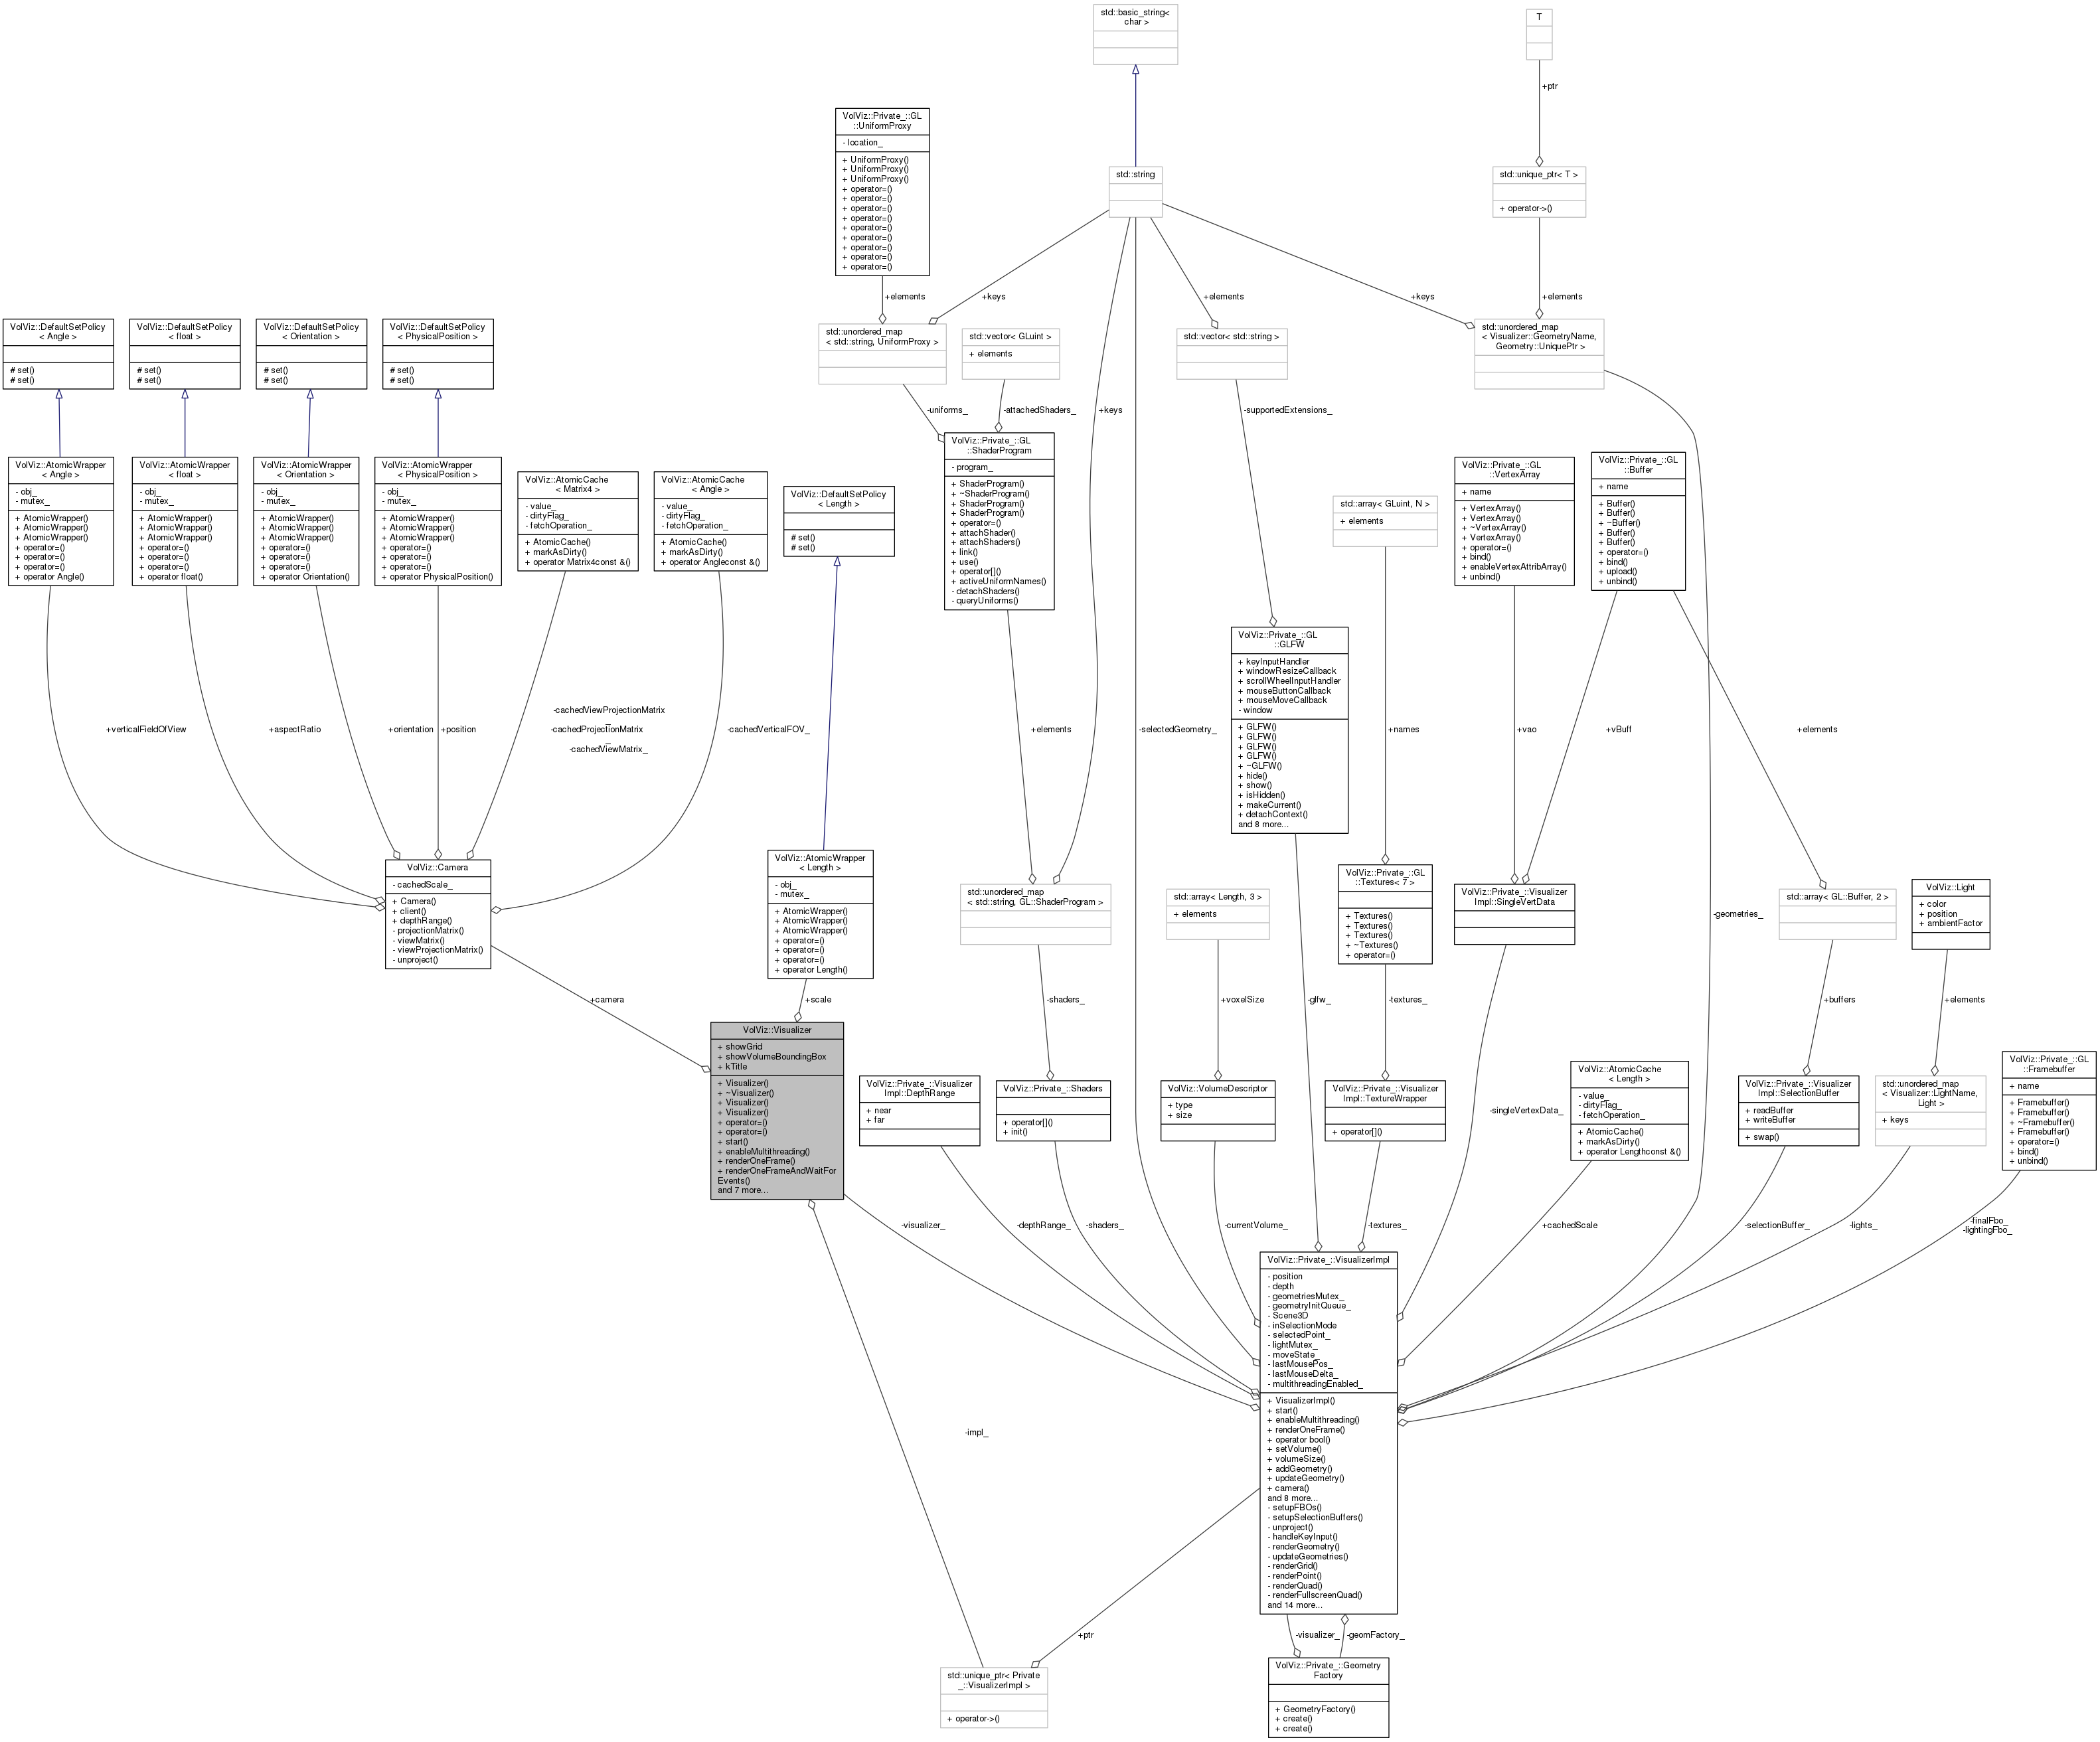 std::basic_string<
char >
T
+ptr
VolViz::Private_::GL
::UniformProxy
- location_
+ UniformProxy()
+ UniformProxy()
+ UniformProxy()
+ operator=()
+ operator=()
+ operator=()
+ operator=()
+ operator=()
+ operator=()
+ operator=()
+ operator=()
+ operator=()
std::string
std::unique_ptr< T >
+ operator->()
+elements
+keys
+elements
+keys
+elements
VolViz::DefaultSetPolicy
< Angle >
# set()
# set()
VolViz::DefaultSetPolicy
< float >
# set()
# set()
VolViz::DefaultSetPolicy
< Orientation >
# set()
# set()
VolViz::DefaultSetPolicy
< PhysicalPosition >
# set()
# set()
std::unordered_map
< std::string, UniformProxy >
std::vector< GLuint >
+ elements
std::vector< std::string >
std::unordered_map
< Visualizer::GeometryName,
Geometry::UniquePtr >
-uniforms_
-attachedShaders_
+keys
-supportedExtensions_
VolViz::AtomicWrapper
< Angle >
- obj_
- mutex_
+ AtomicWrapper()
+ AtomicWrapper()
+ AtomicWrapper()
+ operator=()
+ operator=()
+ operator=()
+ operator Angle()
VolViz::AtomicWrapper
< float >
- obj_
- mutex_
+ AtomicWrapper()
+ AtomicWrapper()
+ AtomicWrapper()
+ operator=()
+ operator=()
+ operator=()
+ operator float()
VolViz::AtomicWrapper
< Orientation >
- obj_
- mutex_
+ AtomicWrapper()
+ AtomicWrapper()
+ AtomicWrapper()
+ operator=()
+ operator=()
+ operator=()
+ operator Orientation()
VolViz::AtomicWrapper
< PhysicalPosition >
- obj_
- mutex_
+ AtomicWrapper()
+ AtomicWrapper()
+ AtomicWrapper()
+ operator=()
+ operator=()
+ operator=()
+ operator PhysicalPosition()
VolViz::AtomicCache
< Matrix4 >
- value_
- dirtyFlag_
- fetchOperation_
+ AtomicCache()
+ markAsDirty()
+ operator Matrix4const &()
VolViz::AtomicCache
< Angle >
- value_
- dirtyFlag_
- fetchOperation_
+ AtomicCache()
+ markAsDirty()
+ operator Angleconst &()
VolViz::DefaultSetPolicy
< Length >
# set()
# set()
VolViz::Private_::GL
::ShaderProgram
- program_
+ ShaderProgram()
+ ~ShaderProgram()
+ ShaderProgram()
+ ShaderProgram()
+ operator=()
+ attachShader()
+ attachShaders()
+ link()
+ use()
+ operator[]()
+ activeUniformNames()
- detachShaders()
- queryUniforms()
std::array< GLuint, N >
+ elements
VolViz::Private_::GL
::VertexArray
+ name
+ VertexArray()
+ VertexArray()
+ ~VertexArray()
+ VertexArray()
+ operator=()
+ bind()
+ enableVertexAttribArray()
+ unbind()
VolViz::Private_::GL
::Buffer
+ name
+ Buffer()
+ Buffer()
+ ~Buffer()
+ Buffer()
+ Buffer()
+ operator=()
+ bind()
+ upload()
+ unbind()
VolViz::Private_::GL
::GLFW
+ keyInputHandler
+ windowResizeCallback
+ scrollWheelInputHandler
+ mouseButtonCallback
+ mouseMoveCallback
- window
+ GLFW()
+ GLFW()
+ GLFW()
+ GLFW()
+ ~GLFW()
+ hide()
+ show()
+ isHidden()
+ makeCurrent()
+ detachContext()
and 8 more...
+verticalFieldOfView
+aspectRatio
+orientation
+position
-cachedViewProjectionMatrix
_
-cachedProjectionMatrix
_
-cachedViewMatrix_
-cachedVerticalFOV_
+elements
-selectedGeometry_
+names
+vao
+vBuff
+elements
VolViz::Camera
- cachedScale_
+ Camera()
+ client()
+ depthRange()
- projectionMatrix()
- viewMatrix()
- viewProjectionMatrix()
- unproject()
VolViz::AtomicWrapper
< Length >
- obj_
- mutex_
+ AtomicWrapper()
+ AtomicWrapper()
+ AtomicWrapper()
+ operator=()
+ operator=()
+ operator=()
+ operator Length()
std::unordered_map
< std::string, GL::ShaderProgram >
std::array< Length, 3 >
+ elements
VolViz::Private_::GL
::Textures< 7 >
+ Textures()
+ Textures()
+ Textures()
+ ~Textures()
+ operator=()
VolViz::Private_::Visualizer
Impl::SingleVertData
-geometries_
std::array< GL::Buffer, 2 >
VolViz::Light
+ color
+ position
+ ambientFactor
+camera
+scale
-shaders_
+voxelSize
-glfw_
-textures_
+buffers
+elements
VolViz::Visualizer
+ showGrid
+ showVolumeBoundingBox
+ kTitle
+ Visualizer()
+ ~Visualizer()
+ Visualizer()
+ Visualizer()
+ operator=()
+ operator=()
+ start()
+ enableMultithreading()
+ renderOneFrame()
+ renderOneFrameAndWaitFor
Events()
and 7 more...
VolViz::Private_::Visualizer
Impl::DepthRange
+ near
+ far
VolViz::Private_::Shaders
+ operator[]()
+ init()
VolViz::VolumeDescriptor
+ type
+ size
VolViz::Private_::Visualizer
Impl::TextureWrapper
+ operator[]()
-singleVertexData_
VolViz::AtomicCache
< Length >
- value_
- dirtyFlag_
- fetchOperation_
+ AtomicCache()
+ markAsDirty()
+ operator Lengthconst &()
VolViz::Private_::Visualizer
Impl::SelectionBuffer
+ readBuffer
+ writeBuffer
+ swap()
std::unordered_map
< Visualizer::LightName,
Light >
+ keys
VolViz::Private_::GL
::Framebuffer
+ name
+ Framebuffer()
+ Framebuffer()
+ ~Framebuffer()
+ Framebuffer()
+ operator=()
+ bind()
+ unbind()
-visualizer_
-depthRange_
-shaders_
-currentVolume_
-textures_
+cachedScale
-selectionBuffer_
-lights_
-finalFbo_
-lightingFbo_
VolViz::Private_::VisualizerImpl
- position
- depth
- geometriesMutex_
- geometryInitQueue_
- Scene3D
- inSelectionMode
- selectedPoint_
- lightMutex_
- moveState_
- lastMousePos_
- lastMouseDelta_
- multithreadingEnabled_
+ VisualizerImpl()
+ start()
+ enableMultithreading()
+ renderOneFrame()
+ operator bool()
+ setVolume()
+ volumeSize()
+ addGeometry()
+ updateGeometry()
+ camera()
and 8 more...
- setupFBOs()
- setupSelectionBuffers()
- unproject()
- handleKeyInput()
- renderGeometry()
- updateGeometries()
- renderGrid()
- renderPoint()
- renderQuad()
- renderFullscreenQuad()
and 14 more...
-impl_
+ptr
-visualizer_
-geomFactory_
std::unique_ptr< Private
_::VisualizerImpl >
+ operator->()
VolViz::Private_::Geometry
Factory
+ GeometryFactory()
+ create()
+ create()